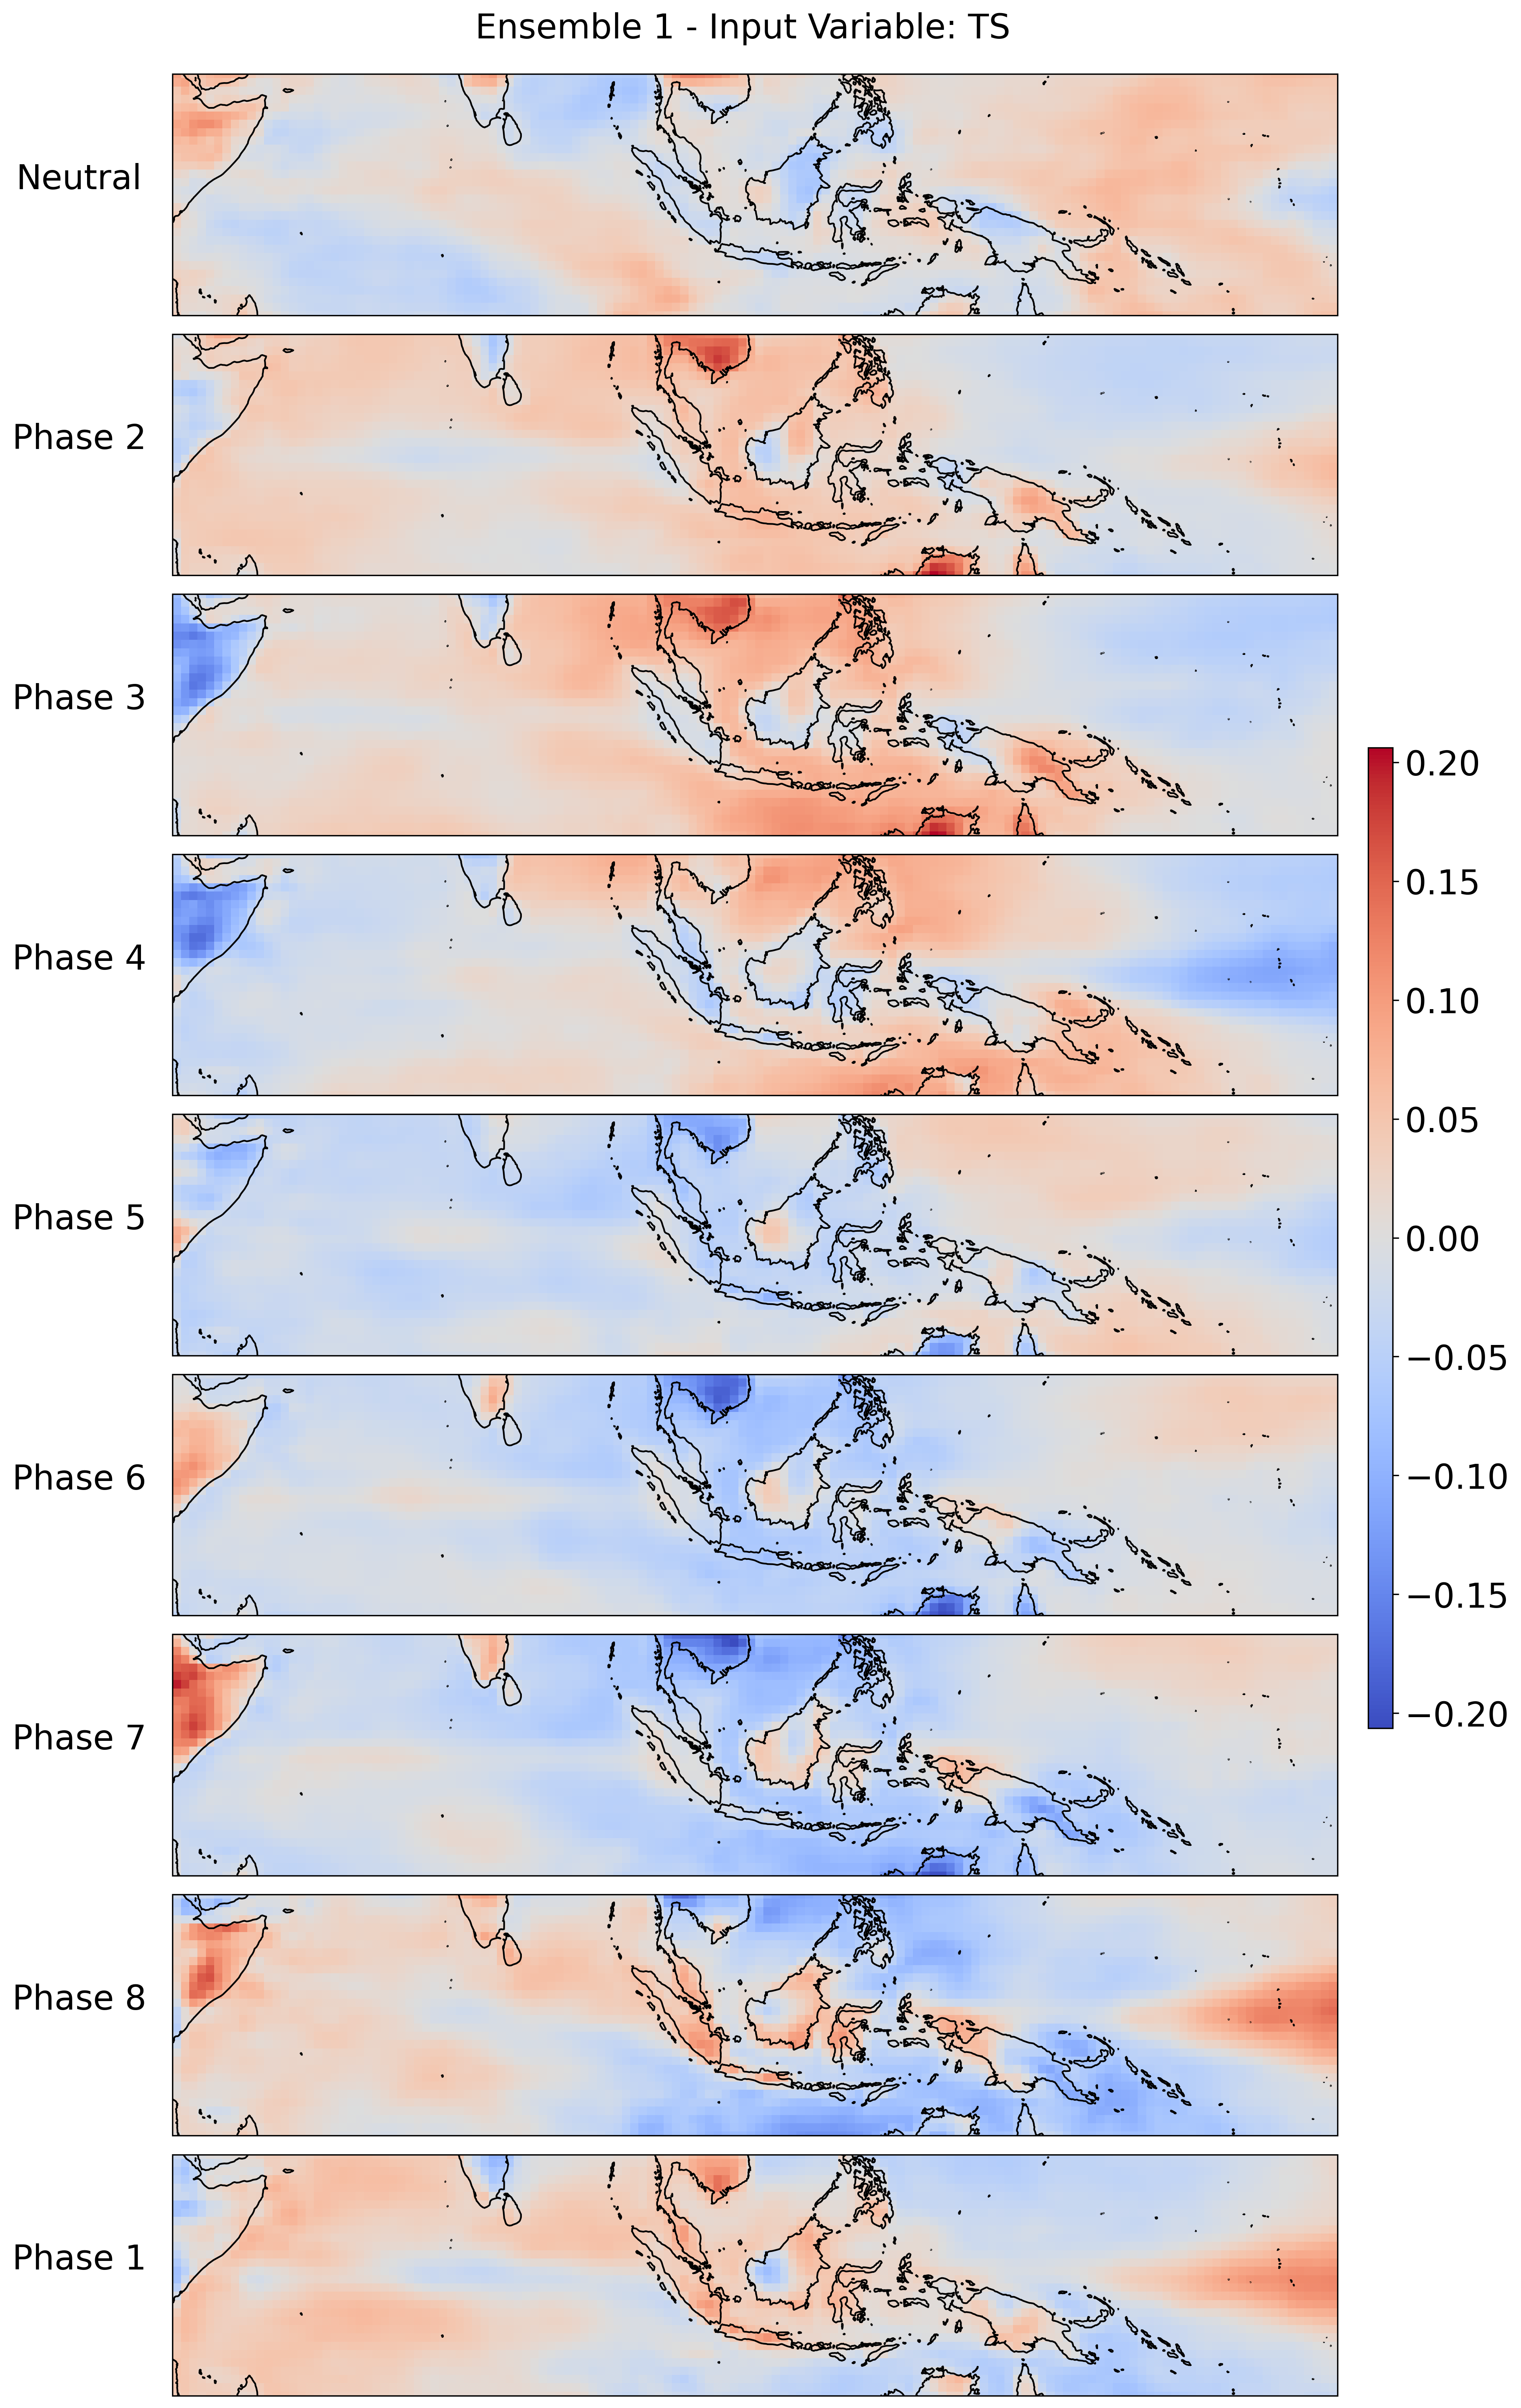 Ensemble 1 - Input Variable: TS
Neutral
Phase 2
Phase 3
Phase 4
Phase 5
Phase 6
Phase 7
Phase 8
Phase 1
0.20
0.15
0.10
0.05
0.00
−0.05
−0.10
−0.15
−0.20